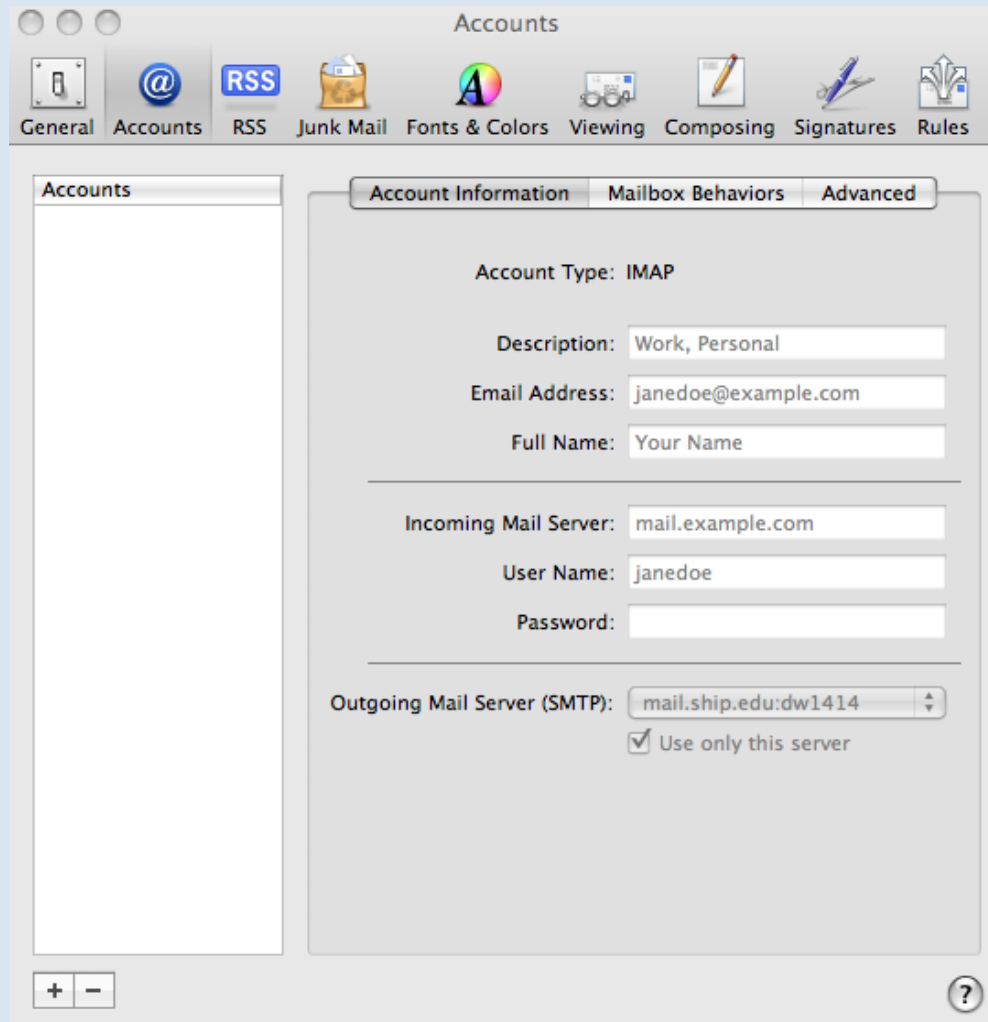 Accounts
RSS
General Accounts RSS Junk Mail Fonts & Colors Viewing Composing Signatures Rules
Accounts
Account Information Mailbox Behaviors Advanced
Account Type: IMAP
Description: Work, Personal
Email Address: janedoe@example.com
Full Name: Your Name
Incoming Mail Server: mail.example.com
User Name: janedoe
Password:
Outgoing Mail Server (SMTP): mail.ship.edu:dw1414
Use only this server
+ − ?